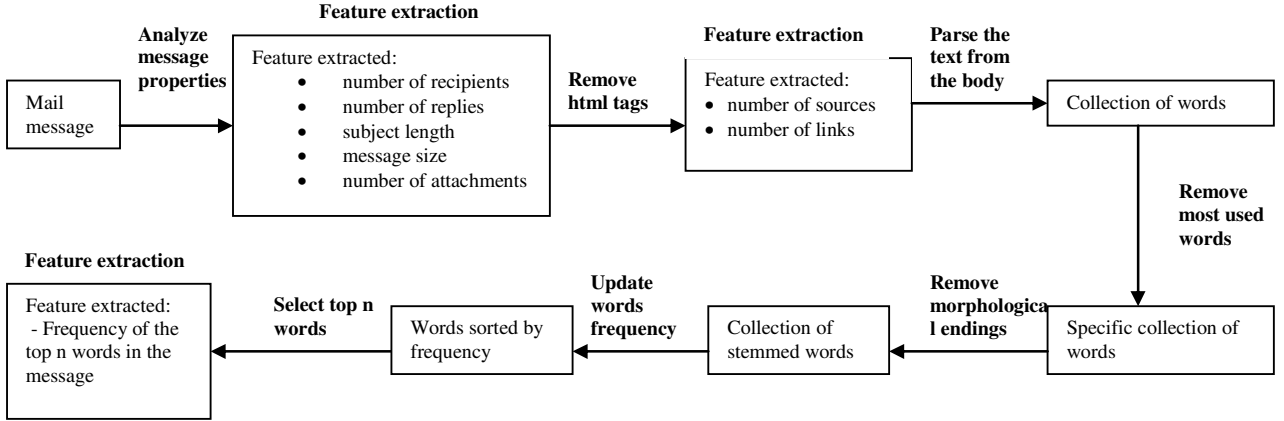 Feature extraction
Analyze
message
properties
Mail
message
Feature extracted:
• number of recipients
• number of replies
• subject length
• message size
• number of attachments
Remove
html tags
Feature extraction
Feature extracted:
• number of sources
• number of links
Parse the
text from
the body
Collection of words
Remove
most used
words
Specific collection of
words
Remove
morphologica
l endings
Collection of
stemmed words
Update
words
frequency
Words sorted by
frequency
Select top n
words
Feature extraction
Feature extracted:
- Frequency of the
top n words in the
message